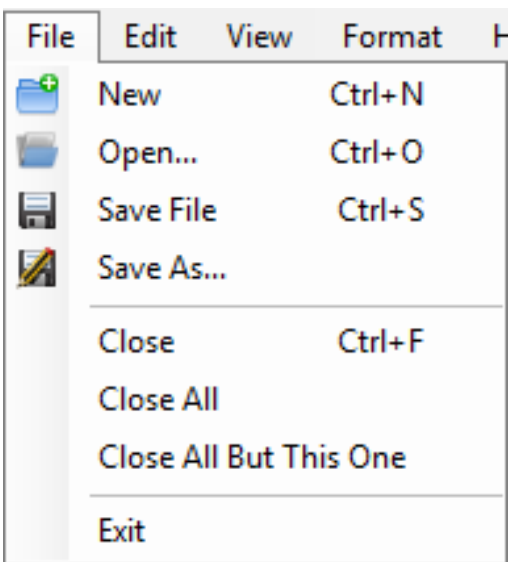 File Edit View Format
New Ctrl+N
Open... Ctrl+O
Save File Ctrl+S
Save As...
Close Ctrl+F
Close All
Close All But This One
Exit